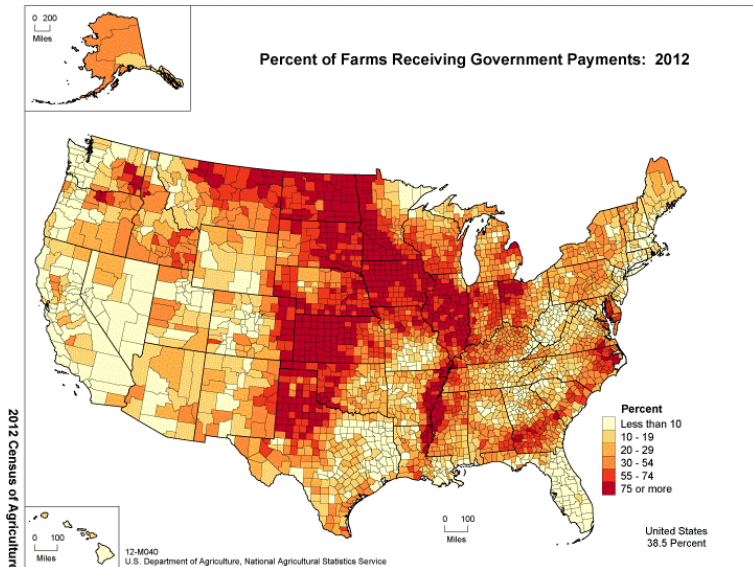 0 200
Miles
Percent of Farms Receiving Government Payments: 2012
Percent
Less than 10
10 - 19
20 - 29
30 - 54
55 - 74
75 or more
0 100
Miles
United States
38.5 Percent
0 100
Miles
12-M040
U.S. Department of Agriculture, National Agricultural Statistics Service
2012 Census of Agriculture